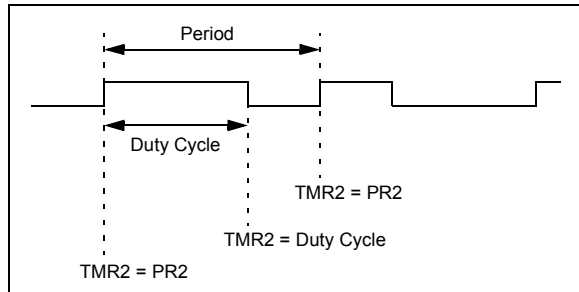 Period
Duty Cycle
TMR2 = PR2
TMR2 = Duty Cycle
TMR2 = PR2